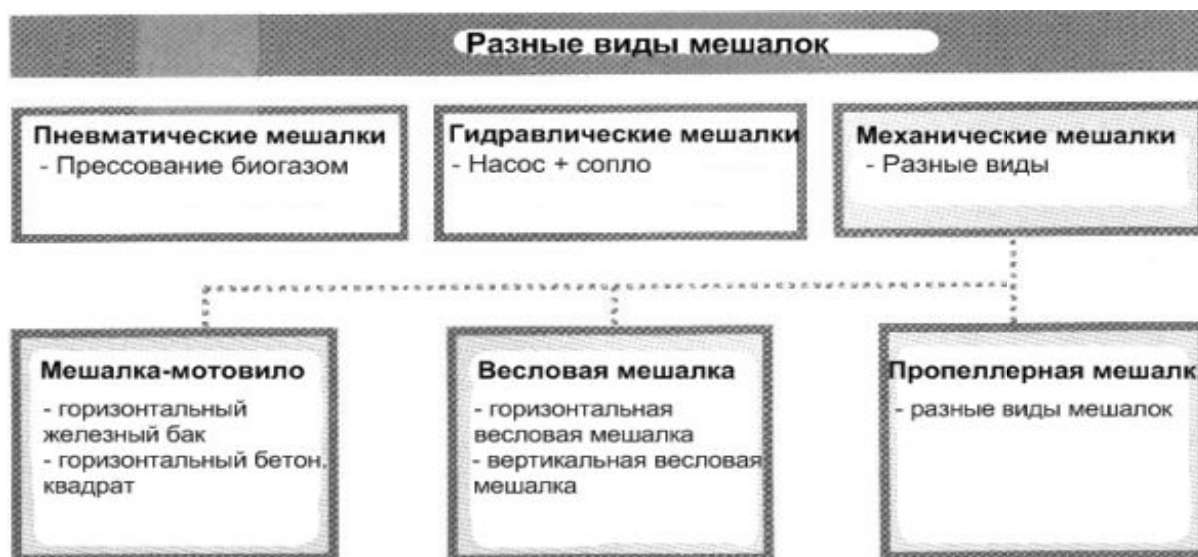 Разные виды мешалок
Пневматические мешалки
- Прессование биогазом
Гидравлические мешалки
- Насос + сопло
Механические мешалки
- Разные виды
Мешалка-мотовило
- горизонтальный
железный бак
- горизонтальный бетон.
квадрат
Весловая мешалка
- горизонтальная
весловая мешалка
- вертикальная весловая
мешалка
Пропеллерная мешалк
- разные виды мешалок